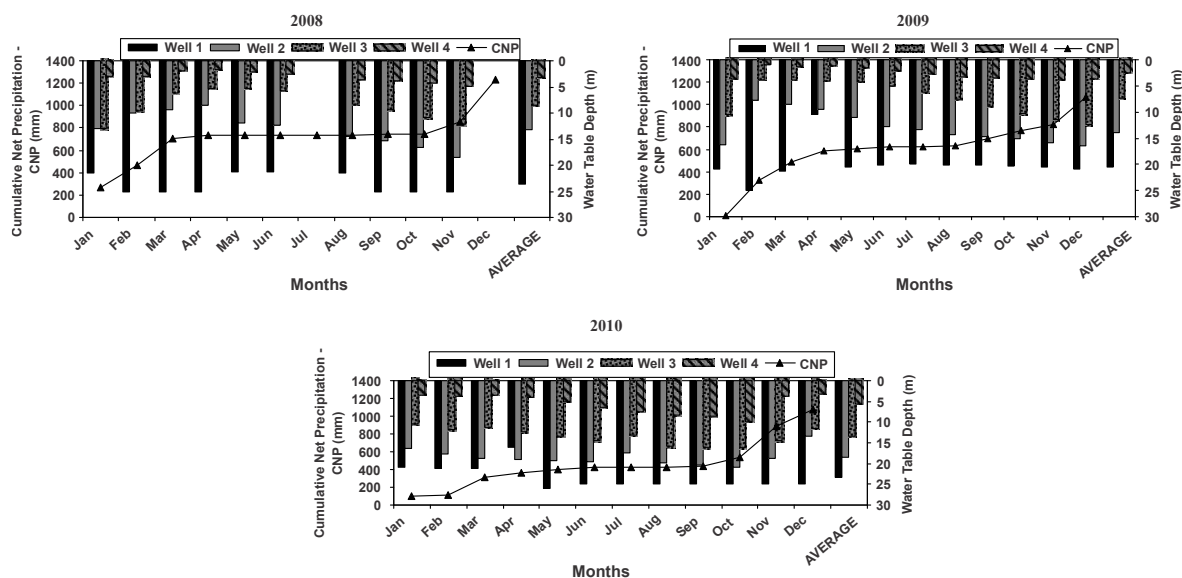 2008
Well 1 Well 2 Well 3 Well 4 CNP
Cumulative Net Precipitation -
CNP (mm)
1400
1200
1000
800
600
400
200
0
0
5
10
15
20
25
30
Water Table Depth (m)
Jan Feb Mar Apr May Jun Jul Aug Sep Oct Nov Dec AVERAGE
Months
2009
Well 1 Well 2 Well 3 Well 4 CNP
Cumulative Net Precipitation -
CNP (mm)
1400
1200
1000
800
600
400
200
0
0
5
10
15
20
25
30
Water Table Depth (m)
Jan Feb Mar Apr May Jun Jul Aug Sep Oct Nov Dec AVERAGE
Months
2010
Well 1 Well 2 Well 3 Well 4 CNP
Cumulative Net Precipitation -
CNP (mm)
1400
1200
1000
800
600
400
200
0
0
5
10
15
20
25
30
Water Table Depth (m)
Jan Feb Mar Apr May Jun Jul Aug Sep Oct Nov Dec AVERAGE
Months